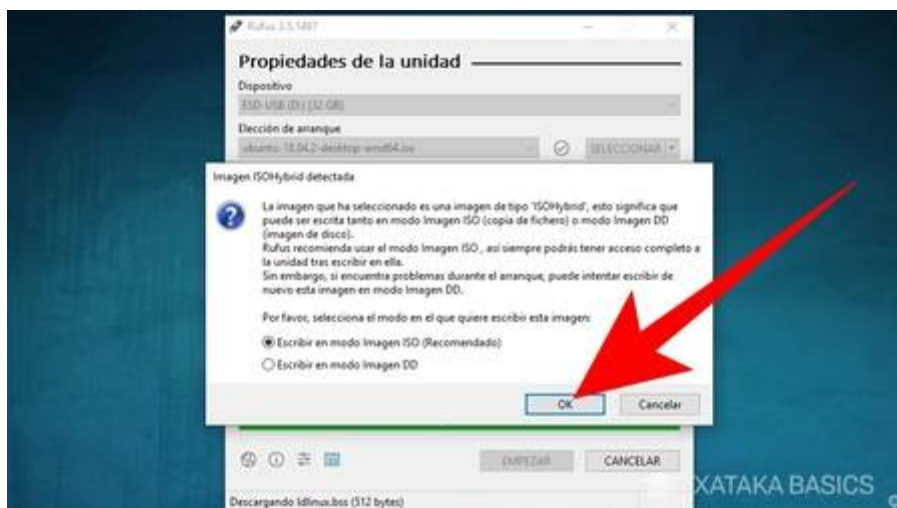 Rufus 3.5.1497
Propiedades de la unidad
Dispositivo
ESD-USB (D:) [32 GB]
Elección de arranque
ubuntu-18.04.2-desktop-amd64.iso
SELECCIONAR
Imagen ISOHybrid detectada
La imagen que ha seleccionado es una imagen de tipo 'ISOHybrid', esto significa que
puede ser escrita tanto en modo Imagen ISO (copia de fichero) o modo Imagen DD
(imagen de disco).
Rufus recomienda usar el modo Imagen ISO , así siempre podrás tener acceso completo a
la unidad tras escribir en ella.
Sin embargo, si encuentra problemas durante el arranque, puede intentar escribir de
nuevo esta imagen en modo Imagen DD.
Por favor, selecciona el modo en el que quiere escribir esta imagen:
Escribir en modo Imagen ISO (Recomendado)
Escribir en modo Imagen DD
OK
Cancelar
EMPEZAR
CANCELAR
Descargando ldlinux.bss (512 bytes)
XATAKA BASICS